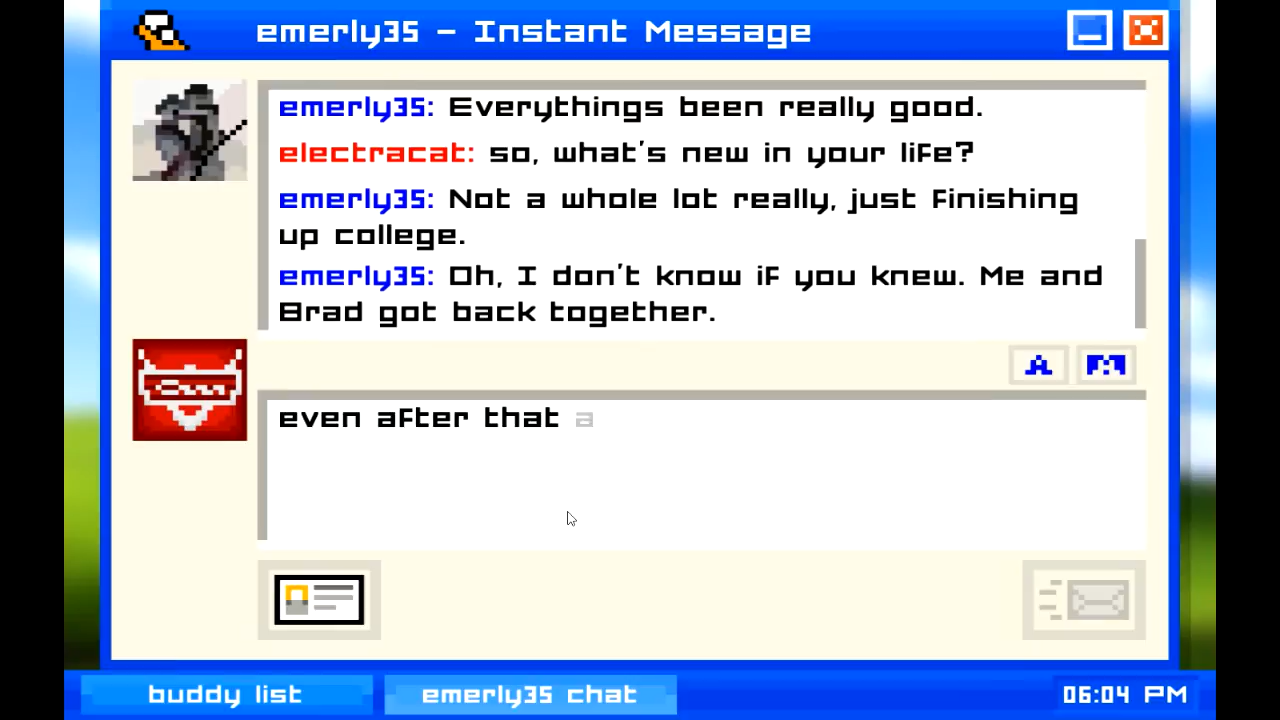 emerly35 - Instant Message
emerly35: Everythings been really good.
electracat: so, what's new in your life?
emerly35: Not a whole lot really, just finishing
up college.
emerly35: Oh, I don't know if you knew. Me and
Brad got back together.
A
even after that a
buddy list
emerly35 chat
06:04 PM